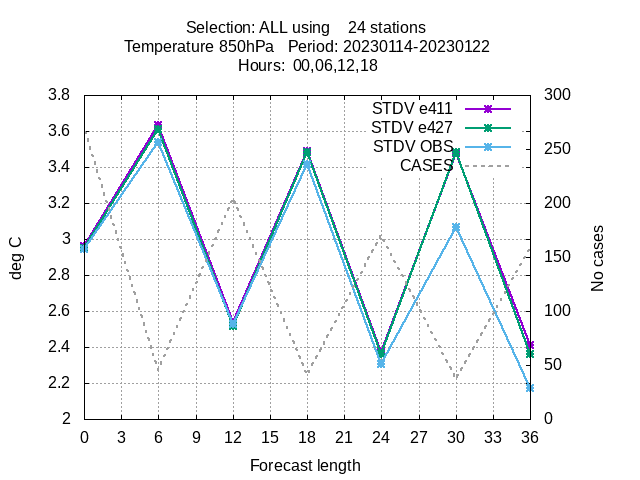 Selection: ALL using    24 stations
Temperature 850hPa   Period: 20230114-20230122
Hours:  00,06,12,18
3.8
3.6
3.4
3.2
3
2.8
2.6
2.4
2.2
2
deg C
STDV e411
STDV e427
STDV OBS
CASES
300
250
200
150
100
50
0
No cases
0 3 6 9 12 15 18 21 24 27 30 33 36
Forecast length